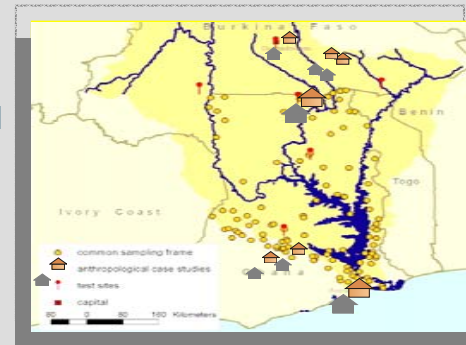 Burkina Faso
Benin
Togo
Ivory Coast
Ghana
common sampling frame
anthropological case studies
test sites
capital
80 0 80 160 Kilometers